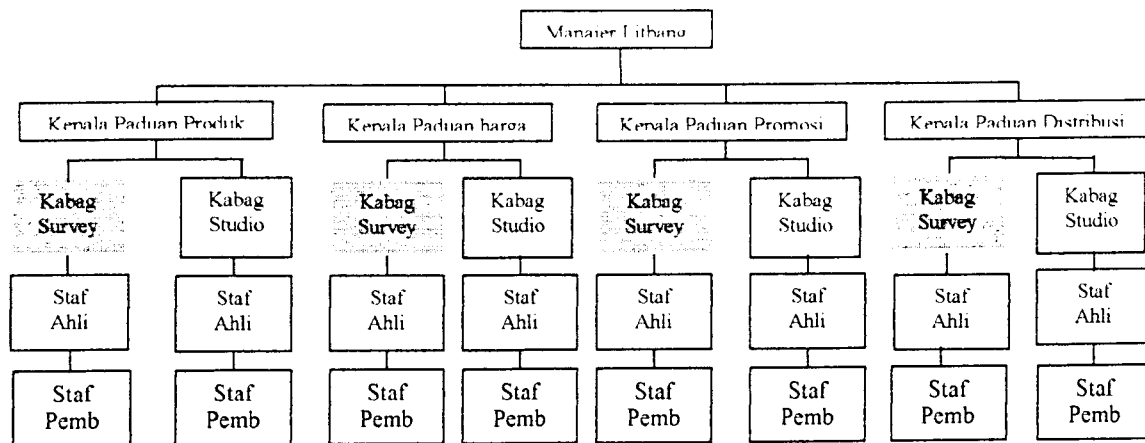 Manajer Litbang
Kepala Paduan Produk
Kepala Paduan harga
Kepala Paduan Promosi
Kepala Paduan Distribusi
Kabag
Survey
Kabag
Studio
Kabag
Survey
Kabag
Studio
Kabag
Survey
Kabag
Studio
Kabag
Survey
Kabag
Studio
Staf
Ahli
Staf
Ahli
Staf
Ahli
Staf
Ahli
Staf
Ahli
Staf
Ahli
Staf
Ahli
Staf
Ahli
Staf
Pemb
Staf
Pemb
Staf
Pemb
Staf
Pemb
Staf
Pemb
Staf
Pemb
Staf
Pemb
Staf
Pemb